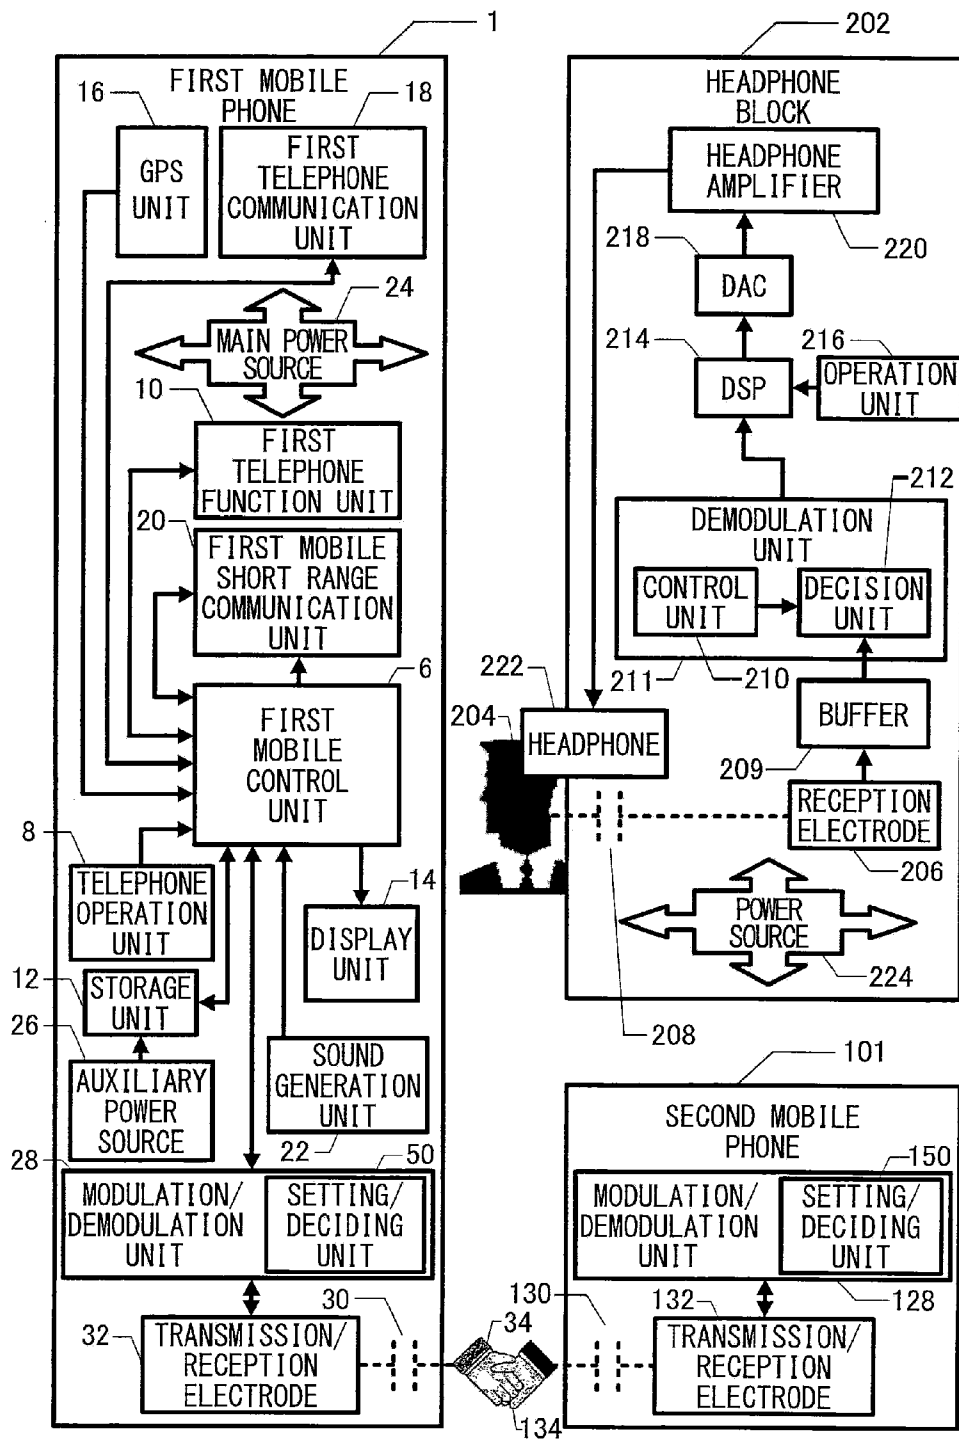 1
FIRST MOBILE
PHONE
16
18
GPS
UNIT
FIRST
TELEPHONE
COMMUNICATION
UNIT
24
MAIN POWER
SOURCE
10
FIRST
TELEPHONE
FUNCTION UNIT
20
FIRST MOBILE
SHORT RANGE
COMMUNICATION
UNIT
6
FIRST
MOBILE
CONTROL
UNIT
8
TELEPHONE
OPERATION
UNIT
14
DISPLAY
UNIT
12
STORAGE
UNIT
26
AUXILIARY
POWER
SOURCE
SOUND
GENERATION
UNIT
22
28
50
MODULATION/
DEMODULATION
UNIT
SETTING/
DECIDING
UNIT
30
32
TRANSMISSION/
RECEPTION
ELECTRODE
34
134
202
HEADPHONE
BLOCK
HEADPHONE
AMPLIFIER
220
218
DAC
214
216
DSP
OPERATION
UNIT
212
DEMODULATION
UNIT
CONTROL
UNIT
DECISION
UNIT
211
210
222
204
HEADPHONE
BUFFER
209
RECEPTION
ELECTRODE
206
POWER
SOURCE
224
208
101
SECOND MOBILE
PHONE
150
MODULATION/
DEMODULATION
UNIT
SETTING/
DECIDING
UNIT
130
132
128
TRANSMISSION/
RECEPTION
ELECTRODE